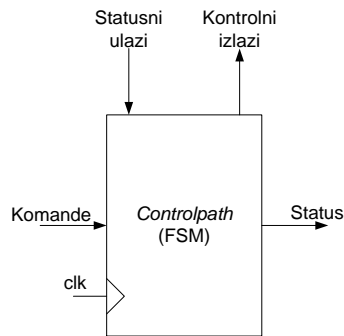 Statusni
ulazi
Kontrolni
izlazi
Komande
Controlpath
(FSM)
Status
clk